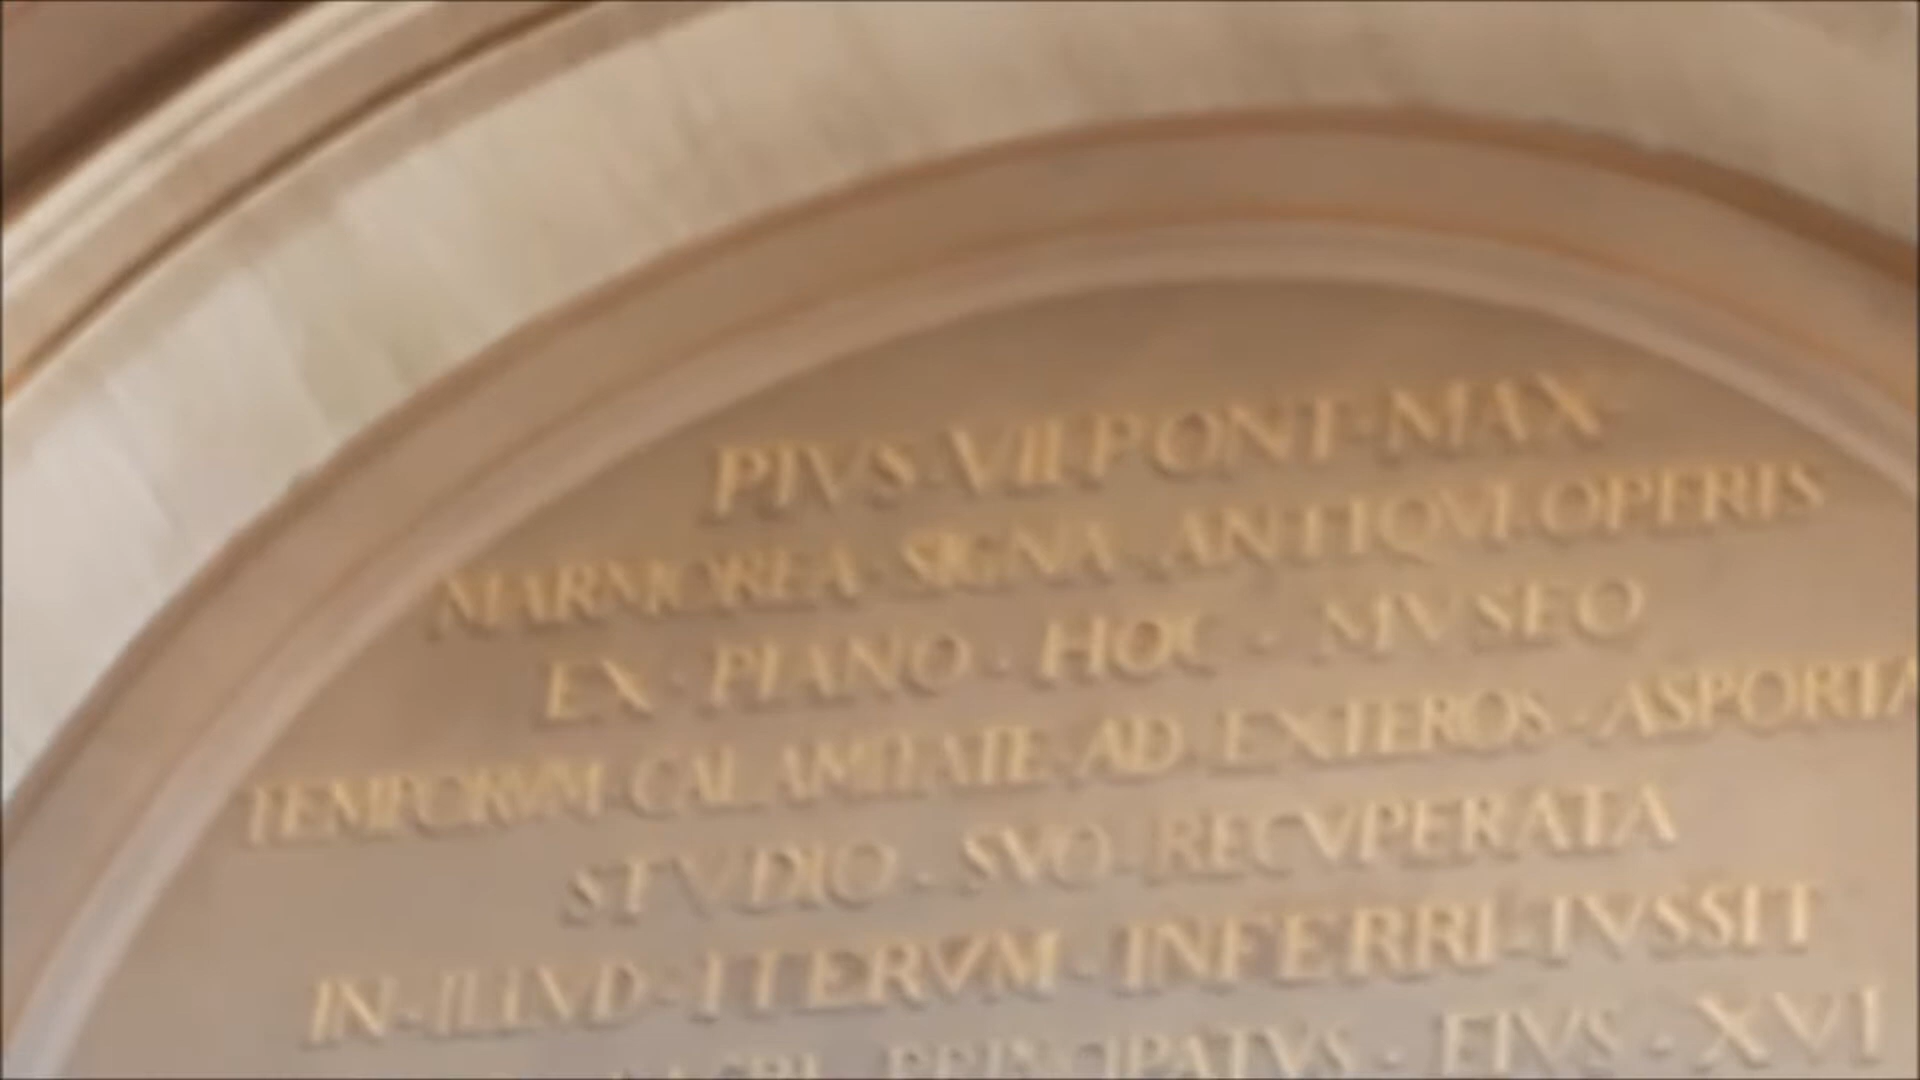 PIVS · VII · PONT · MAX ·
MARMOREA · SIGNA · ANTIQVI · OPERIS
EX · PIANO · HOC · MVSEO
TEMPORVM · CALAMITATE · AD · EXTEROS · ASPORTA
STVDIO · SVO · RECVPERATA
IN · ILLVD · ITERVM · INFERRI · IVSSIT
PRINCIPATVS · EIVS · XVI